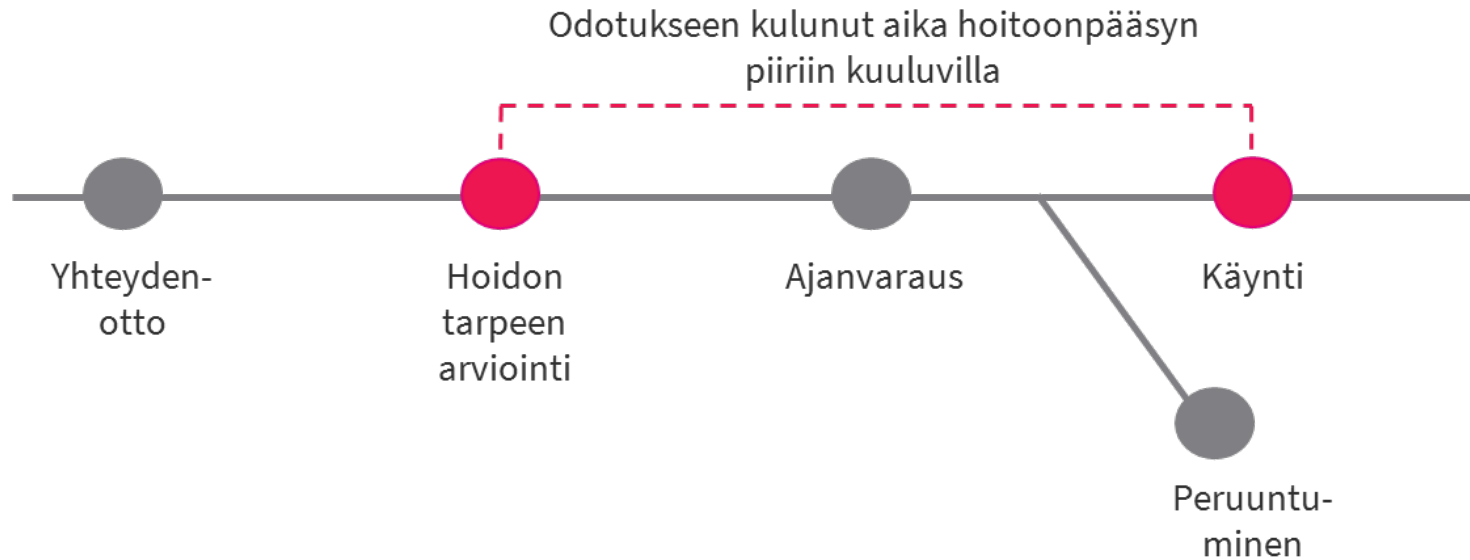 Odotukseen kulunut aika hoitoonpääsyn
piiriin kuuluvilla
Yhteyden-
otto
Hoidon
tarpeen
arviointi
Ajanvaraus
Käynti
Peruuntu-
minen